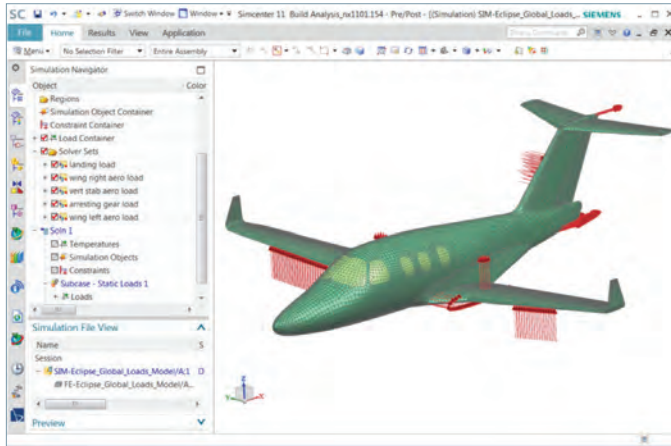 SC Switch Window Window Simcenter 11 Build Analysis_nx1101.154 - Pre/Post - [(Simulation) SIM-Eclipse_Global_Loads_... SIEMENS
File Home Results View Application
Menu No Selection Filter Entire Assembly
Simulation Navigator
Object Color
Regions
Simulation Object Container
Constraint Container
Load Container
Solver Sets
landing load
wing right aero load
vert stab aero load
arresting gear load
wing left aero load
Soln 1
Temperatures
Simulation Objects
Constraints
Subcase - Static Loads 1
Loads
Simulation File View
Name S
Session
SIM-Eclipse_Global_Loads_Model/A;1 D
FE-Eclipse_Global_Loads_Model/A...
Preview
Z
Y X